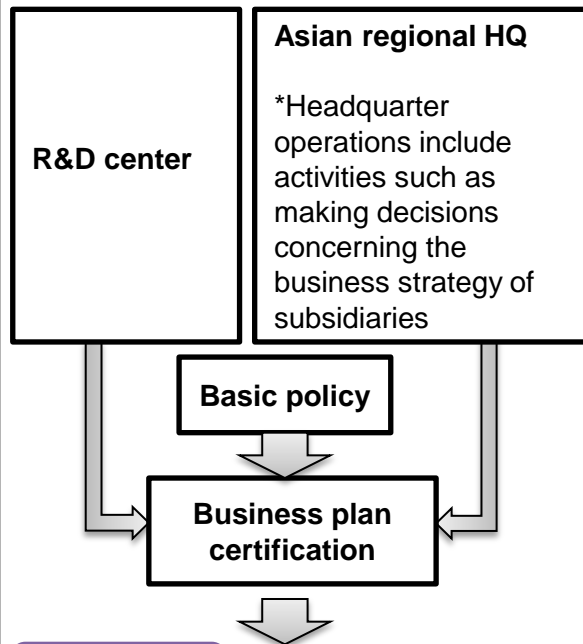 R&D center
Asian regional HQ
*Headquarter
operations include
activities such as
making decisions
concerning the
business strategy of
subsidiaries
Basic policy
Business plan
certification